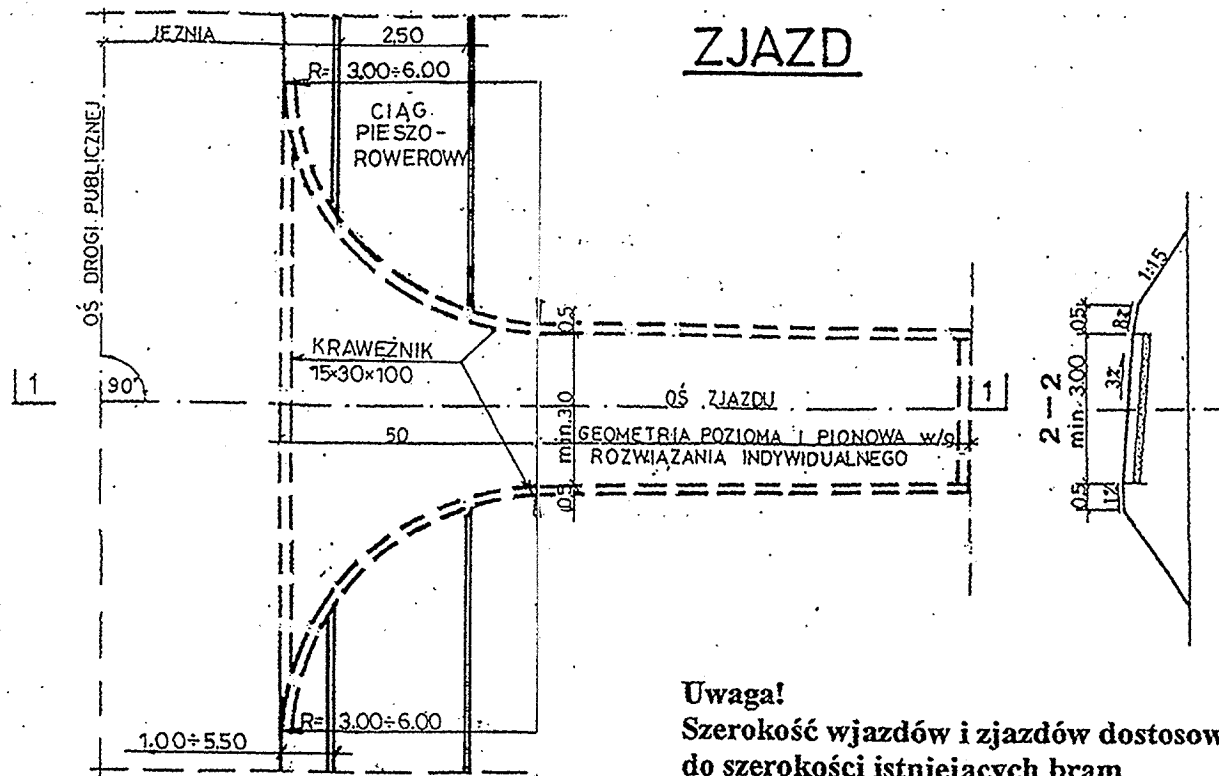 ZJAZD
JEZNIA
2.50
R= 3.00÷6.00
CIĄG
PIESZO-
ROWEROWY
OŚ DROGI PUBLICZNEJ
1:1.5
0.5
0.5
8%
KRAWĘŻNIK
15×30×100
1
90°
OŚ ZJAZDU
1
2-2
min. 3.00
3%
50
min. 3.0
GEOMETRIA POZIOMA I PIONOWA w/g
ROZWIĄZANIA INDYWIDUALNEGO
0.5
0.5
R= 3.00÷6.00
1.00÷5.50
Uwaga!
Szerokość wjazdów i zjazdów dostosow
do szerokości istniejących bram